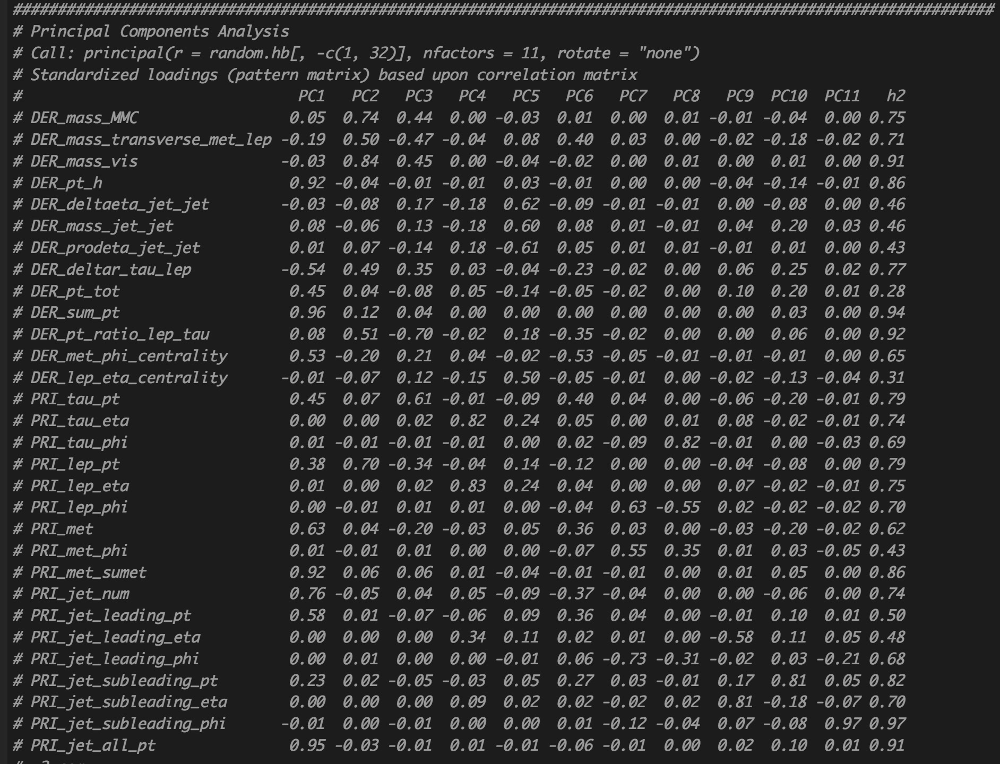 ##############################################################################################################
# Principal Components Analysis
# Call: principal(r = random.hb[, -c(1, 32)], nfactors = 11, rotate = "none")
# Standardized loadings (pattern matrix) based upon correlation matrix
#                               PC1   PC2   PC3   PC4   PC5   PC6   PC7   PC8   PC9  PC10  PC11   h2
# DER_mass_MMC                 0.05  0.74  0.44  0.00 -0.03  0.01  0.00  0.01 -0.01 -0.04  0.00 0.75
# DER_mass_transverse_met_lep -0.19  0.50 -0.47 -0.04  0.08  0.40  0.03  0.00 -0.02 -0.18 -0.02 0.71
# DER_mass_vis                -0.03  0.84  0.45  0.00 -0.04 -0.02  0.00  0.01  0.00  0.01  0.00 0.91
# DER_pt_h                     0.92 -0.04 -0.01 -0.01  0.03 -0.01  0.00  0.00 -0.04 -0.14 -0.01 0.86
# DER_deltaeta_jet_jet        -0.03 -0.08  0.17 -0.18  0.62 -0.09 -0.01 -0.01  0.00 -0.08  0.00 0.46
# DER_mass_jet_jet             0.08 -0.06  0.13 -0.18  0.60  0.08  0.01 -0.01  0.04  0.20  0.03 0.46
# DER_prodeta_jet_jet          0.01  0.07 -0.14  0.18 -0.61  0.05  0.01  0.01 -0.01  0.01  0.00 0.43
# DER_deltar_tau_lep          -0.54  0.49  0.35  0.03 -0.04 -0.23 -0.02  0.00  0.06  0.25  0.02 0.77
# DER_pt_tot                   0.45  0.04 -0.08  0.05 -0.14 -0.05 -0.02  0.00  0.10  0.20  0.01 0.28
# DER_sum_pt                   0.96  0.12  0.04  0.00  0.00  0.00  0.00  0.00  0.00  0.03  0.00 0.94
# DER_pt_ratio_lep_tau         0.08  0.51 -0.70 -0.02  0.18 -0.35 -0.02  0.00  0.00  0.06  0.00 0.92
# DER_met_phi_centrality       0.53 -0.20  0.21  0.04 -0.02 -0.53 -0.05 -0.01 -0.01 -0.01  0.00 0.65
# DER_lep_eta_centrality      -0.01 -0.07  0.12 -0.15  0.50 -0.05 -0.01  0.00 -0.02 -0.13 -0.04 0.31
# PRI_tau_pt                   0.45  0.07  0.61 -0.01 -0.09  0.40  0.04  0.00 -0.06 -0.20 -0.01 0.79
# PRI_tau_eta                  0.00  0.00  0.02  0.82  0.24  0.05  0.00  0.01  0.08 -0.02 -0.01 0.74
# PRI_tau_phi                  0.01 -0.01 -0.01 -0.01  0.00  0.02 -0.09  0.82 -0.01  0.00 -0.03 0.69
# PRI_lep_pt                   0.38  0.70 -0.34 -0.04  0.14 -0.12  0.00  0.00 -0.04 -0.08  0.00 0.79
# PRI_lep_eta                  0.01  0.00  0.02  0.83  0.24  0.04  0.00  0.00  0.07 -0.02 -0.01 0.75
# PRI_lep_phi                  0.00 -0.01  0.01  0.01  0.00 -0.04  0.63 -0.55  0.02 -0.02 -0.02 0.70
# PRI_met                      0.63  0.04 -0.20 -0.03  0.05  0.36  0.03  0.00 -0.03 -0.20 -0.02 0.62
# PRI_met_phi                  0.01 -0.01  0.01  0.00  0.00 -0.07  0.55  0.35  0.01  0.03 -0.05 0.43
# PRI_met_sumet                0.92  0.06  0.06  0.01 -0.04 -0.01 -0.01  0.00  0.01  0.05  0.00 0.86
# PRI_jet_num                  0.76 -0.05  0.04  0.05 -0.09 -0.37 -0.04  0.00  0.00 -0.06  0.00 0.74
# PRI_jet_leading_pt           0.58  0.01 -0.07 -0.06  0.09  0.36  0.04  0.00 -0.01  0.10  0.01 0.50
# PRI_jet_leading_eta          0.00  0.00  0.00  0.34  0.11  0.02  0.01  0.00 -0.58  0.11  0.05 0.48
# PRI_jet_leading_phi          0.00  0.01  0.00  0.00 -0.01  0.06 -0.73 -0.31 -0.02  0.03 -0.21 0.68
# PRI_jet_subleading_pt        0.23  0.02 -0.05 -0.03  0.05  0.27  0.03 -0.01  0.17  0.81  0.05 0.82
# PRI_jet_subleading_eta       0.00  0.00  0.00  0.09  0.02  0.02 -0.02  0.02  0.81 -0.18 -0.07 0.70
# PRI_jet_subleading_phi      -0.01  0.00 -0.01  0.00  0.00  0.01 -0.12 -0.04  0.07 -0.08  0.97 0.97
# PRI_jet_all_pt               0.95 -0.03 -0.01  0.01 -0.01 -0.06 -0.01  0.00  0.02  0.10  0.01 0.91